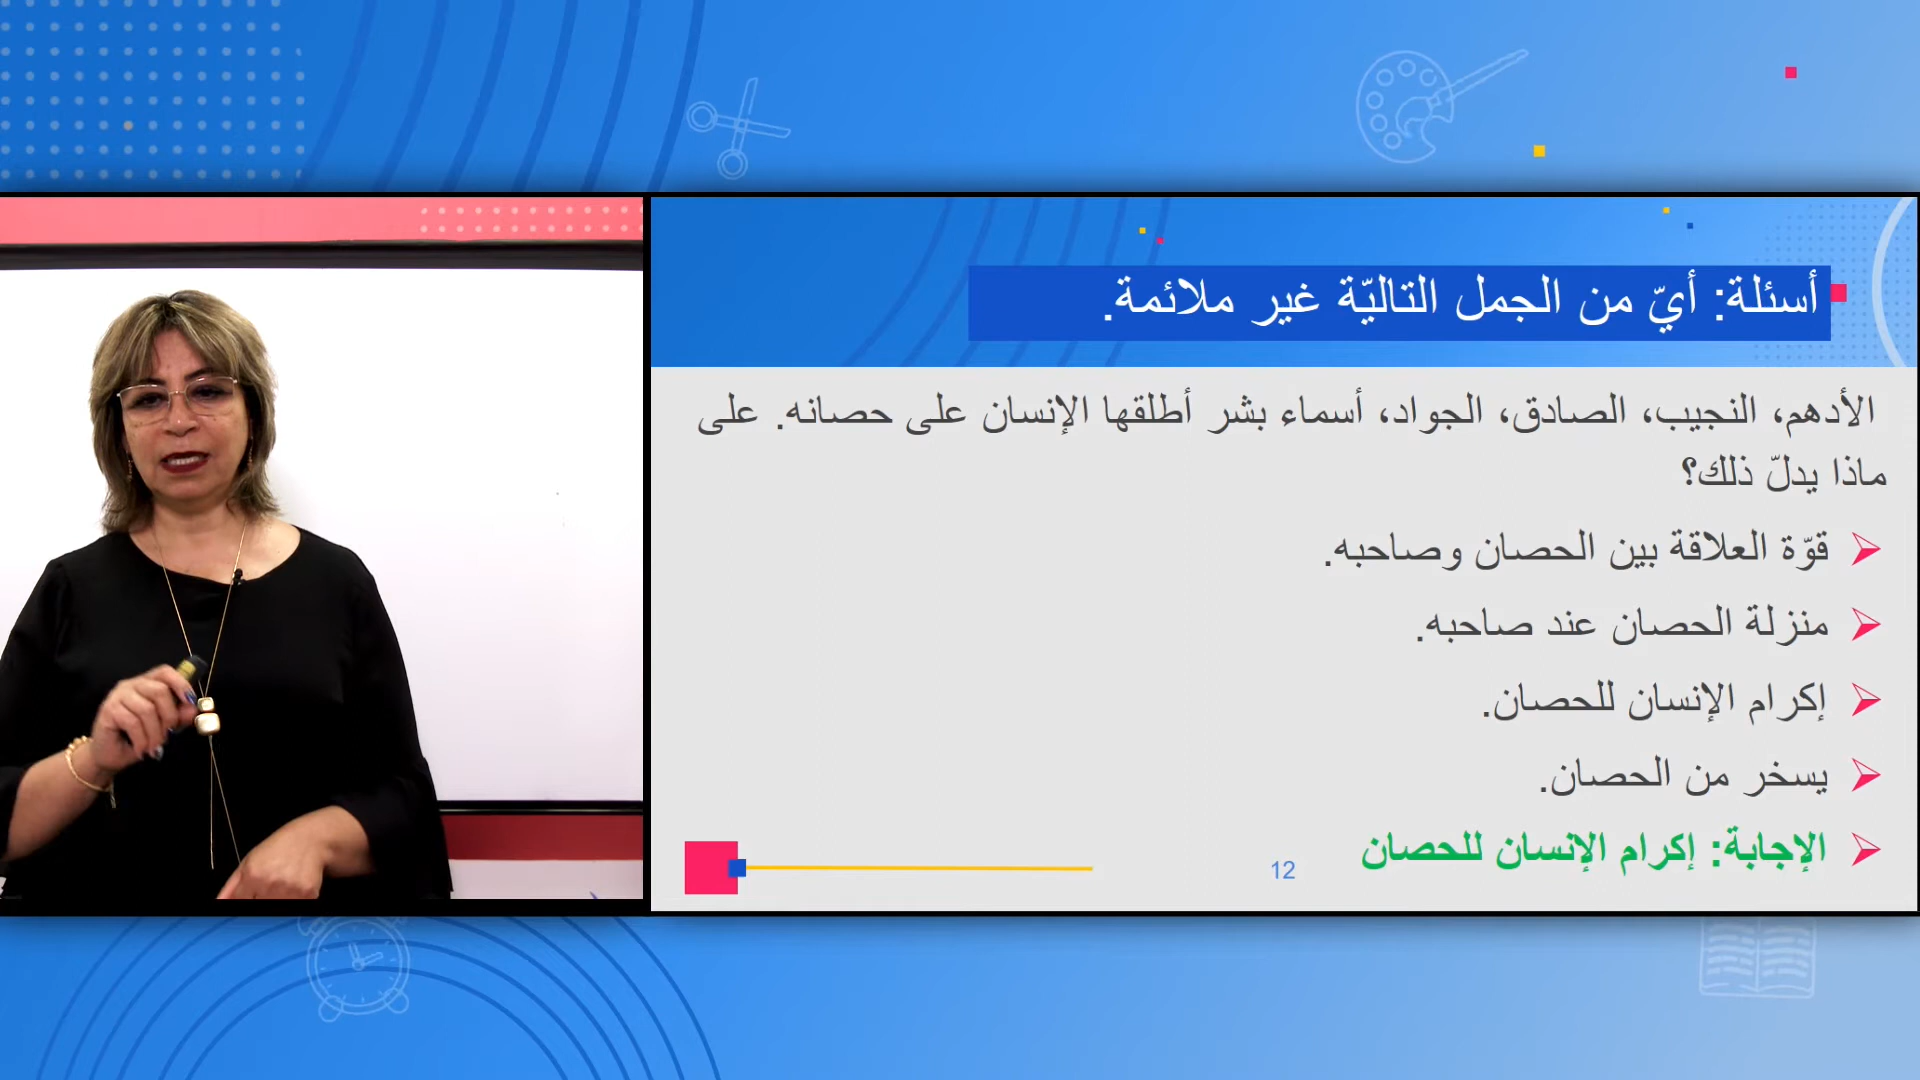 أسئلة: أيّ من الجمل التاليّة غير ملائمة.
الأدهم، النجيب، الصادق، الجواد، أسماء بشر أطلقها الإنسان على حصانه. على
ماذا يدلّ ذلك؟
قوّة العلاقة بين الحصان وصاحبه.
منزلة الحصان عند صاحبه.
إكرام الإنسان للحصان.
يسخر من الحصان.
الإجابة: إكرام الإنسان للحصان
12